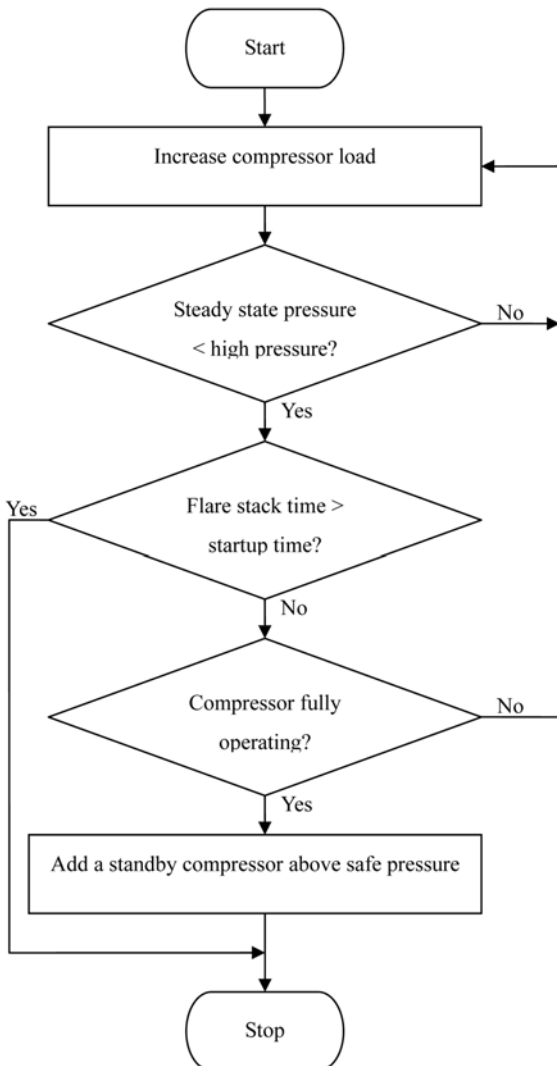 Start
Increase compressor load
Steady state pressure
< high pressure?
No
Yes
Yes
Flare stack time >
startup time?
No
Compressor fully
operating?
No
Yes
Add a standby compressor above safe pressure
Stop